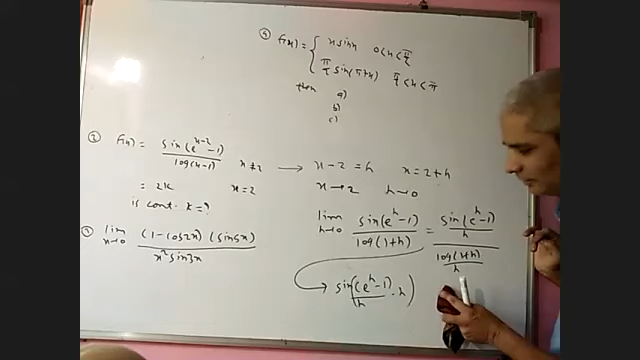 ④ f(x) = { x sin x   0<x≤π/2
π/2 sin(π+x)   π/2<x<π
then a)
b)
c)
② f(x) = sin(e^(x-2) -1) / log(x-1)   x≠2 → x-2 = h   x = 2+h
= 2k   x=2   x→2   h→0
is cont. k=?
lim h→0 sin(e^h -1) / log(1+h) = (sin(e^h -1) / h) / (log(1+h) / h)
③ lim x→0 (1-cos2x) (sin5x) / x² sin3x
sin((e^h -1) / h · h)